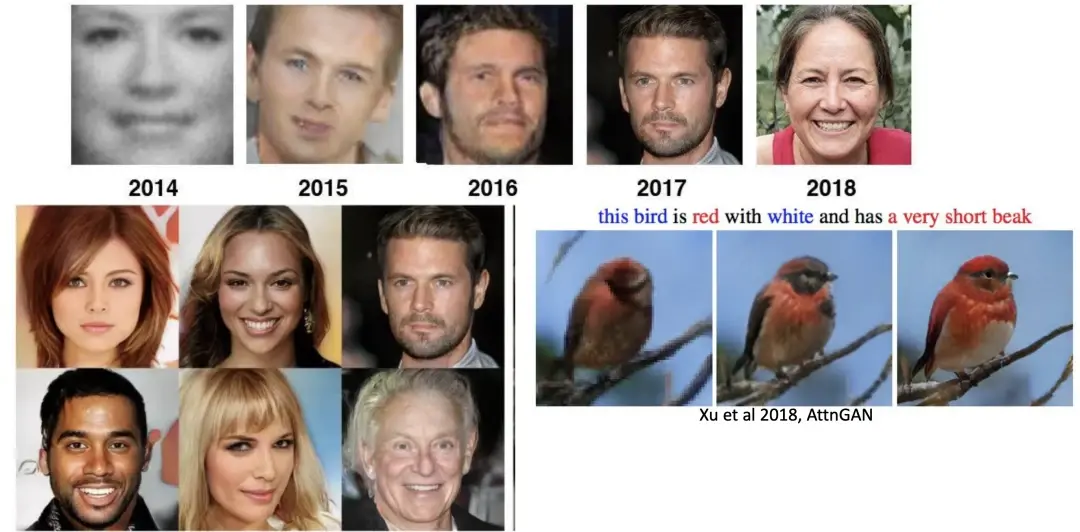 2014 2015 2016 2017 2018
this bird is red with white and has a very short beak
Xu et al 2018, AttnGAN